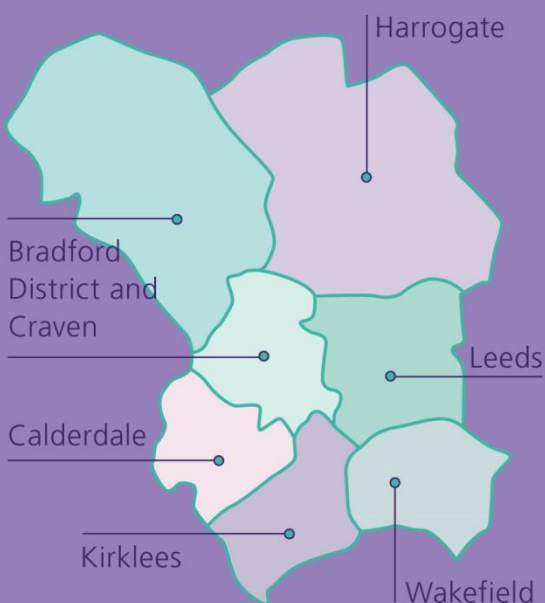 Harrogate
Bradford
District and
Craven
Leeds
Calderdale
Kirklees
Wakefield